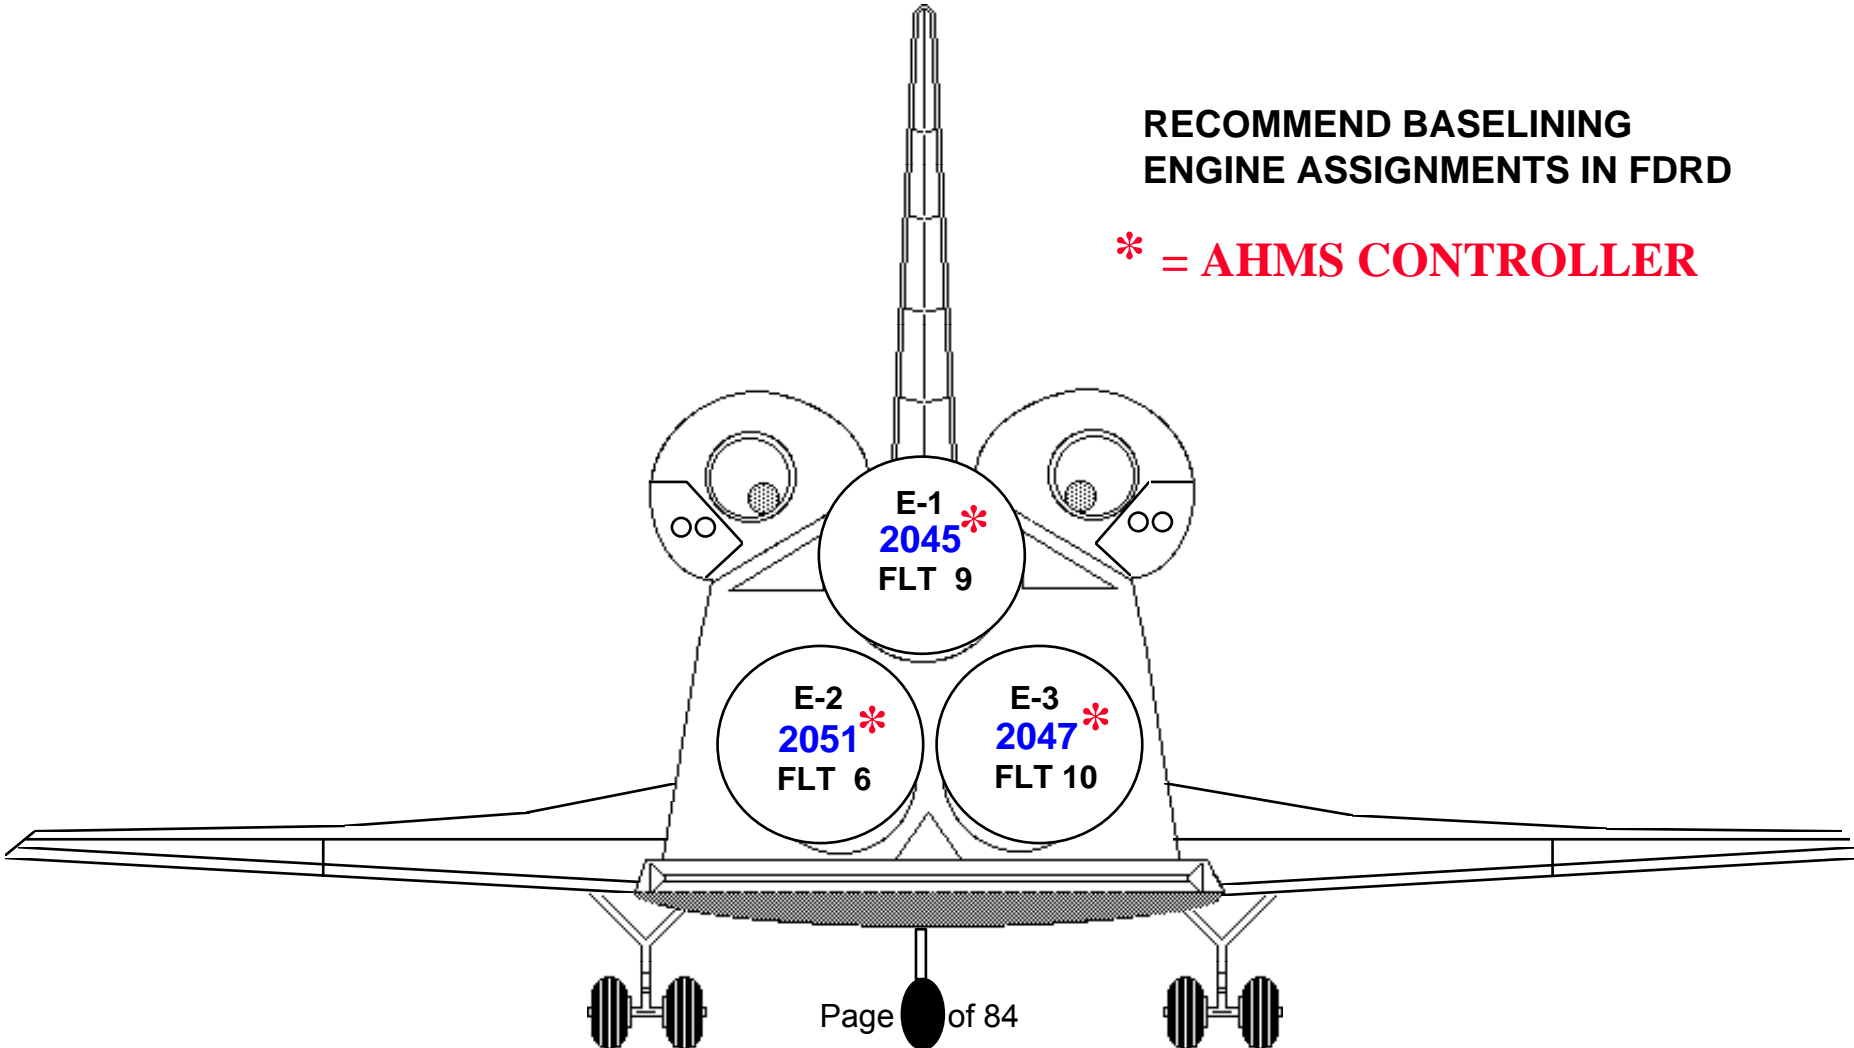 RECOMMEND BASELINING
ENGINE ASSIGNMENTS IN FDRD
* = AHMS CONTROLLER
E-1
2045*
FLT 9
E-2
2051*
FLT 6
E-3
2047*
FLT 10
Page of 84